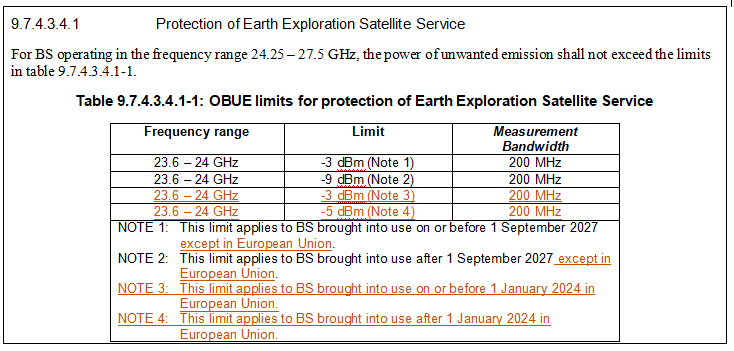 9.7.4.3.4.1 Protection of Earth Exploration Satellite Service
For BS operating in the frequency range 24.25 – 27.5 GHz, the power of unwanted emission shall not exceed the limits
in table 9.7.4.3.4.1-1.
Table 9.7.4.3.4.1-1: OBUE limits for protection of Earth Exploration Satellite Service
Frequency range Limit Measurement
Bandwidth
23.6 – 24 GHz -3 dBm (Note 1) 200 MHz
23.6 – 24 GHz -9 dBm (Note 2) 200 MHz
23.6 – 24 GHz -3 dBm (Note 3) 200 MHz
23.6 – 24 GHz -5 dBm (Note 4) 200 MHz
NOTE 1: This limit applies to BS brought into use on or before 1 September 2027
except in European Union.
NOTE 2: This limit applies to BS brought into use after 1 September 2027 except in
European Union.
NOTE 3: This limit applies to BS brought into use on or before 1 January 2024 in
European Union.
NOTE 4: This limit applies to BS brought into use after 1 January 2024 in
European Union.